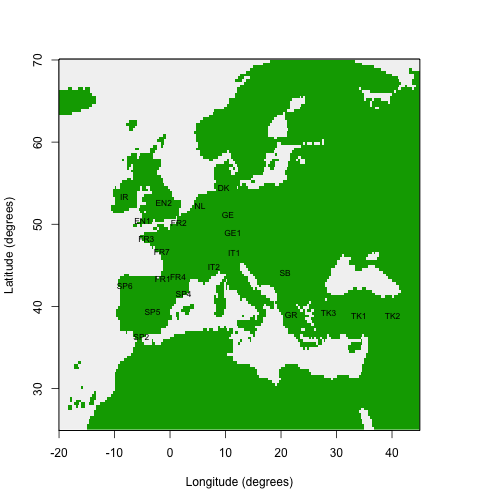 70
60
50
40
30
Latitude (degrees)
DK
IR
EN2
NL
GE
EN1
FR2
GE1
FR3
FR7
IT1
IT2
SB
FR1
FR4
SP6
SP5
GR
TK3
TK1
TK2
SP2
-20
-10
0
10
20
30
40
Longitude (degrees)